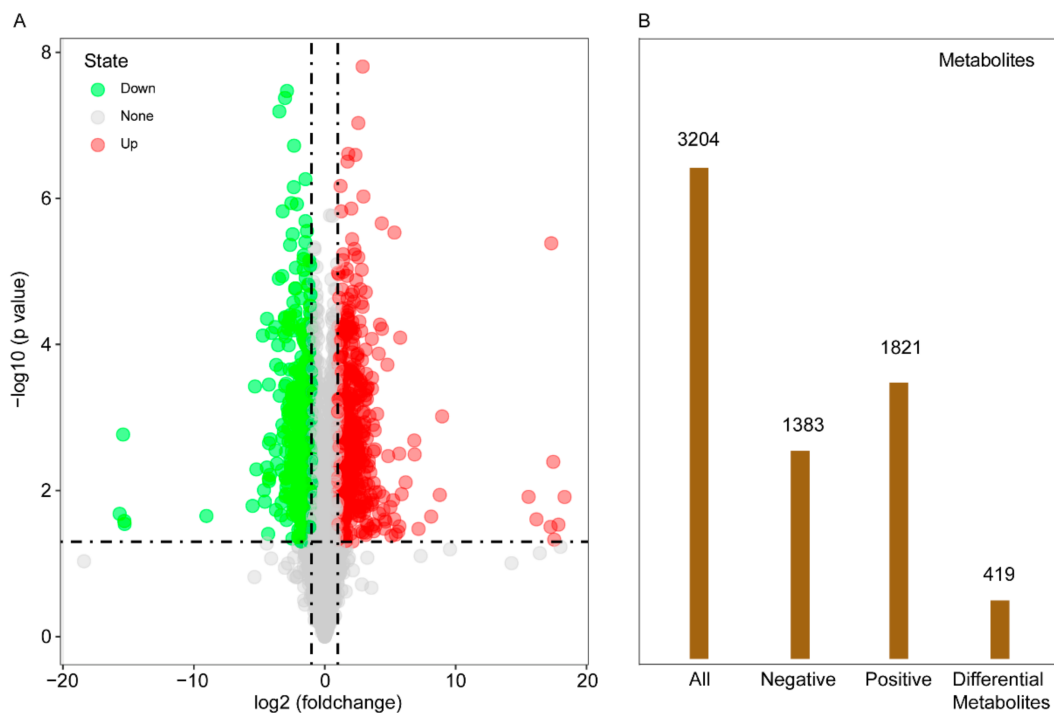 A
State
Down
None
Up
8
6
4
2
0
−log10 (p value)
−20
−10
0
10
20
log2 (foldchange)
B
Metabolites
3204
1383
1821
419
All
Negative
Positive
Differential
Metabolites